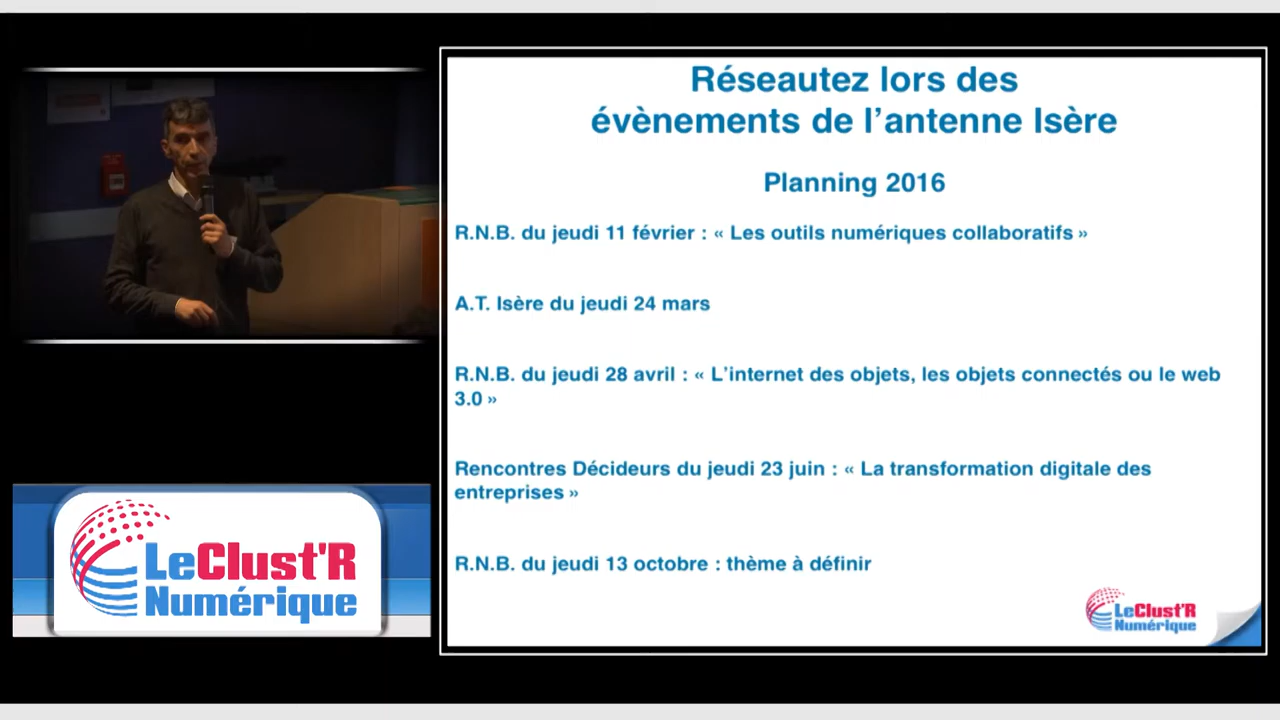 Réseautez lors des
évènements de l'antenne Isère
Planning 2016
R.N.B. du jeudi 11 février : « Les outils numériques collaboratifs »
A.T. Isère du jeudi 24 mars
R.N.B. du jeudi 28 avril : « L'internet des objets, les objets connectés ou le web
3.0 »
Rencontres Décideurs du jeudi 23 juin : « La transformation digitale des
entreprises »
R.N.B. du jeudi 13 octobre : thème à définir
LeClust'R
Numérique
LeClust'R
Numérique